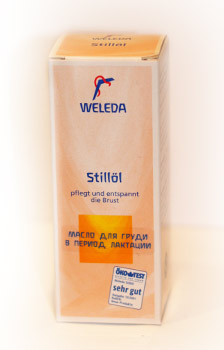 WELEDA
Stillöl
pflegt und entspannt
die Brust
МАСЛО ДЛЯ ГРУДИ
В ПЕРИОД ЛАКТАЦИИ
ÖKO-TEST
sehr gut